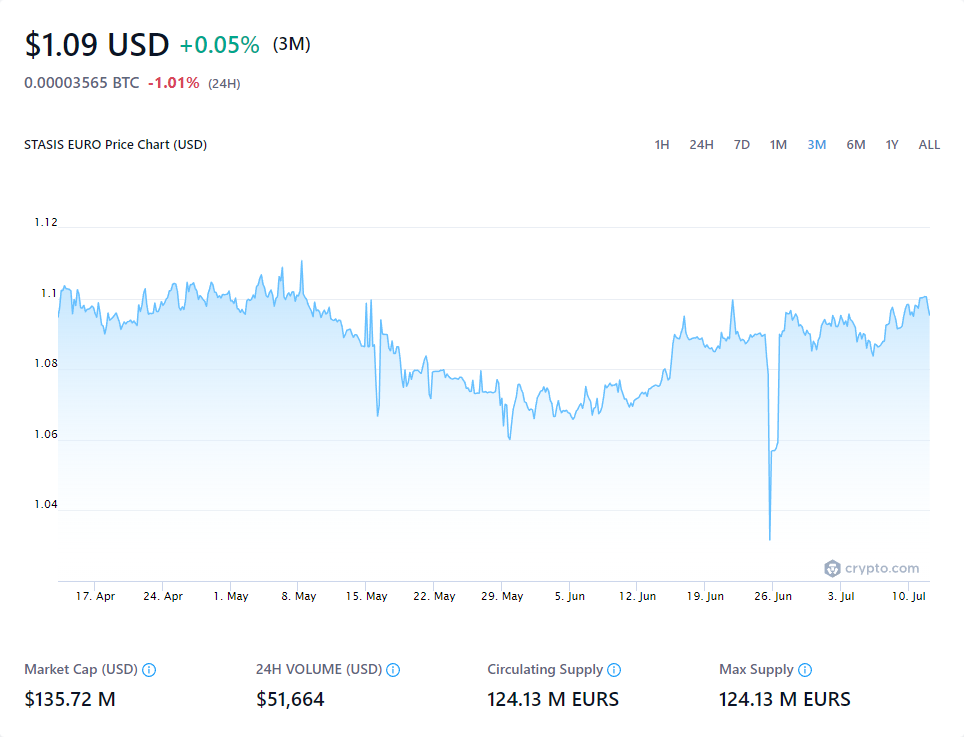 $1.09 USD +0.05% (3M)
0.00003565 BTC -1.01% (24H)
STASIS EURO Price Chart (USD) 1H 24H 7D 1M 3M 6M 1Y ALL
1.12
1.1
1.08
1.06
1.04
crypto.com
17. Apr 24. Apr 1. May 8. May 15. May 22. May 29. May 5. Jun 12. Jun 19. Jun 26. Jun 3. Jul 10. Jul
Market Cap (USD) 24H VOLUME (USD) Circulating Supply Max Supply
$135.72 M $51,664 124.13 M EURS 124.13 M EURS